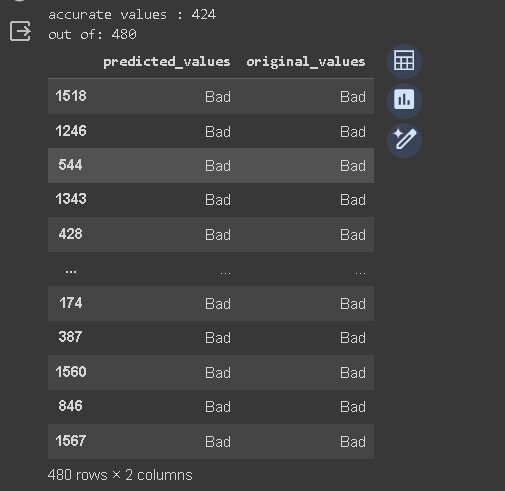 accurate values : 424
out of: 480
predicted_values original_values
1518 Bad Bad
1246 Bad Bad
544 Bad Bad
1343 Bad Bad
428 Bad Bad
... ... ...
174 Bad Bad
387 Bad Bad
1560 Bad Bad
846 Bad Bad
1567 Bad Bad
480 rows × 2 columns